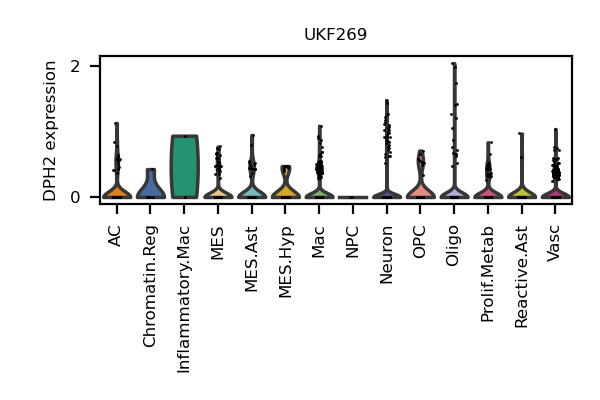 UKF269
DPH2 expression
2
0
AC
Chromatin.Reg
Inflammatory.Mac
MES
MES.Ast
MES.Hyp
Mac
NPC
Neuron
OPC
Oligo
Prolif.Metab
Reactive.Ast
Vasc